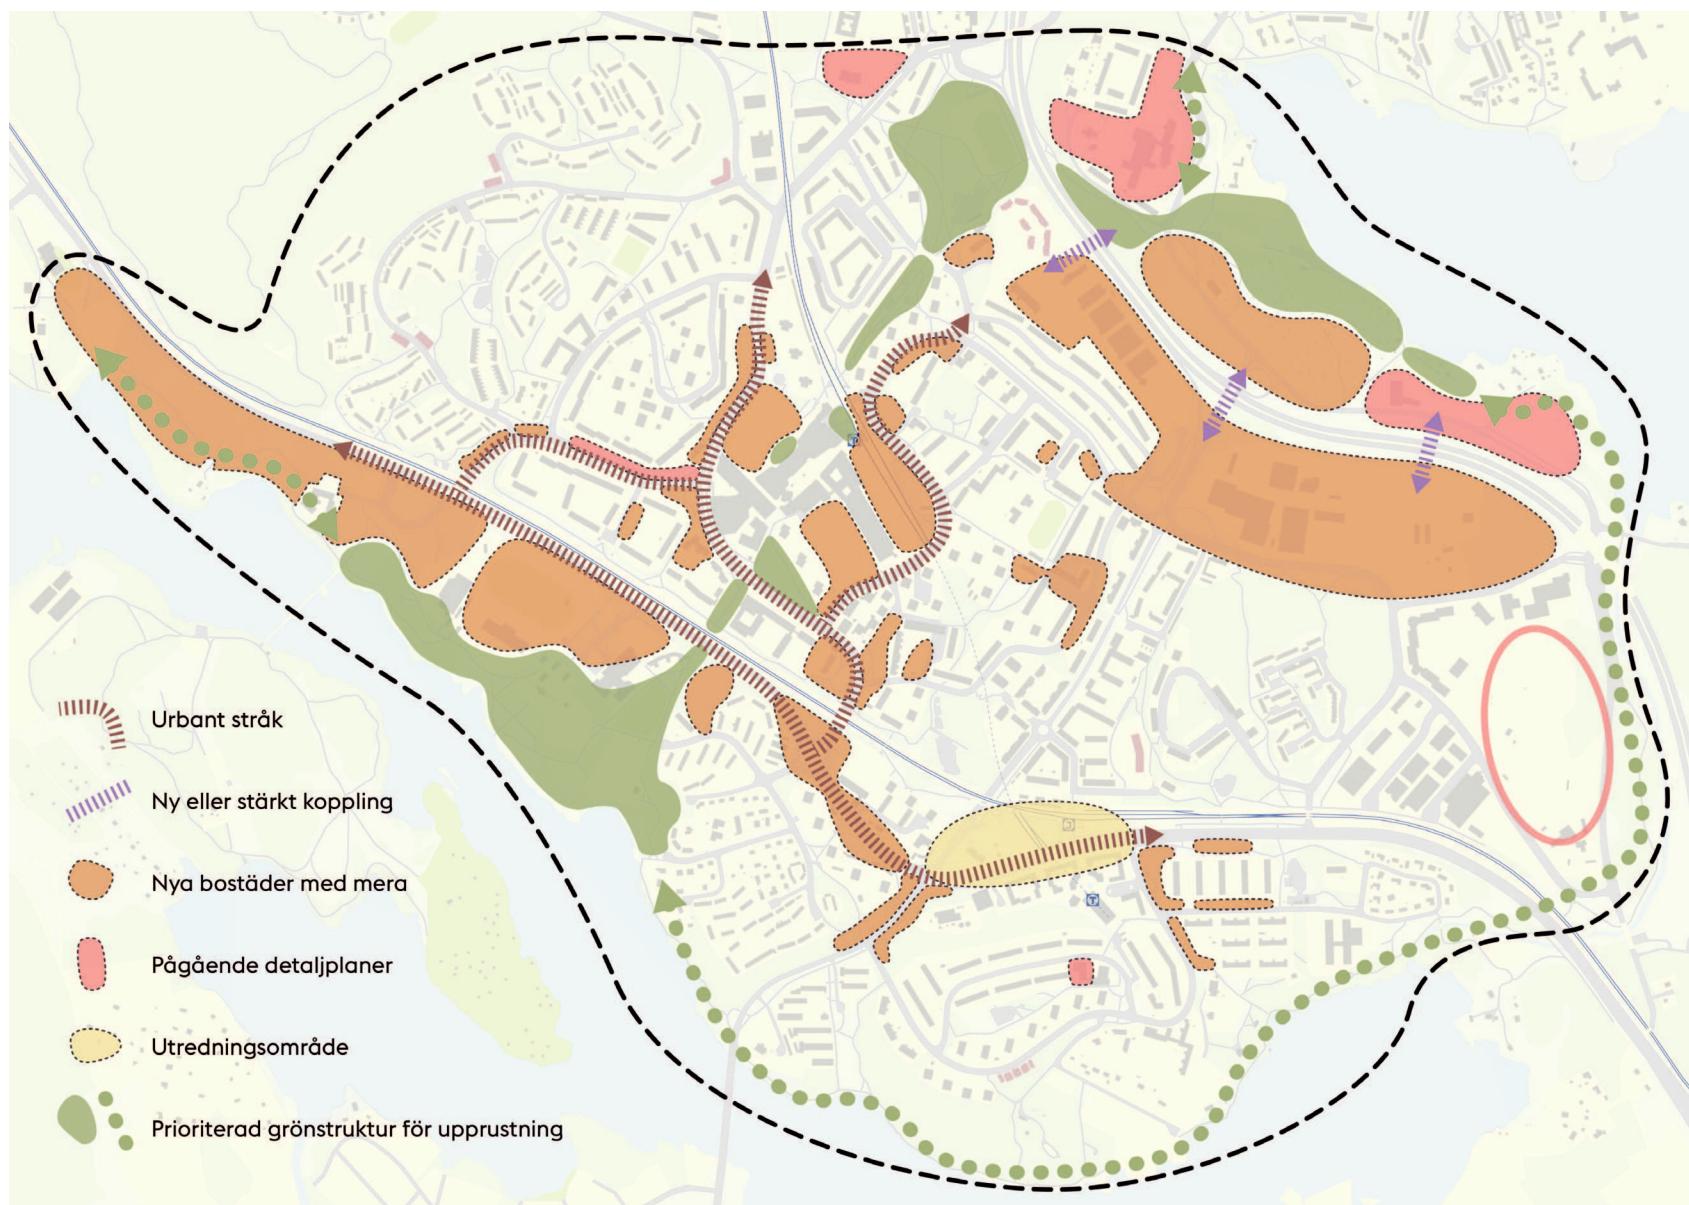 Urbant stråk
Ny eller stärkt koppling
Nya bostäder med mera
Pågående detaljplaner
Utredningsområde
Prioriterad grönstruktur för upprustning